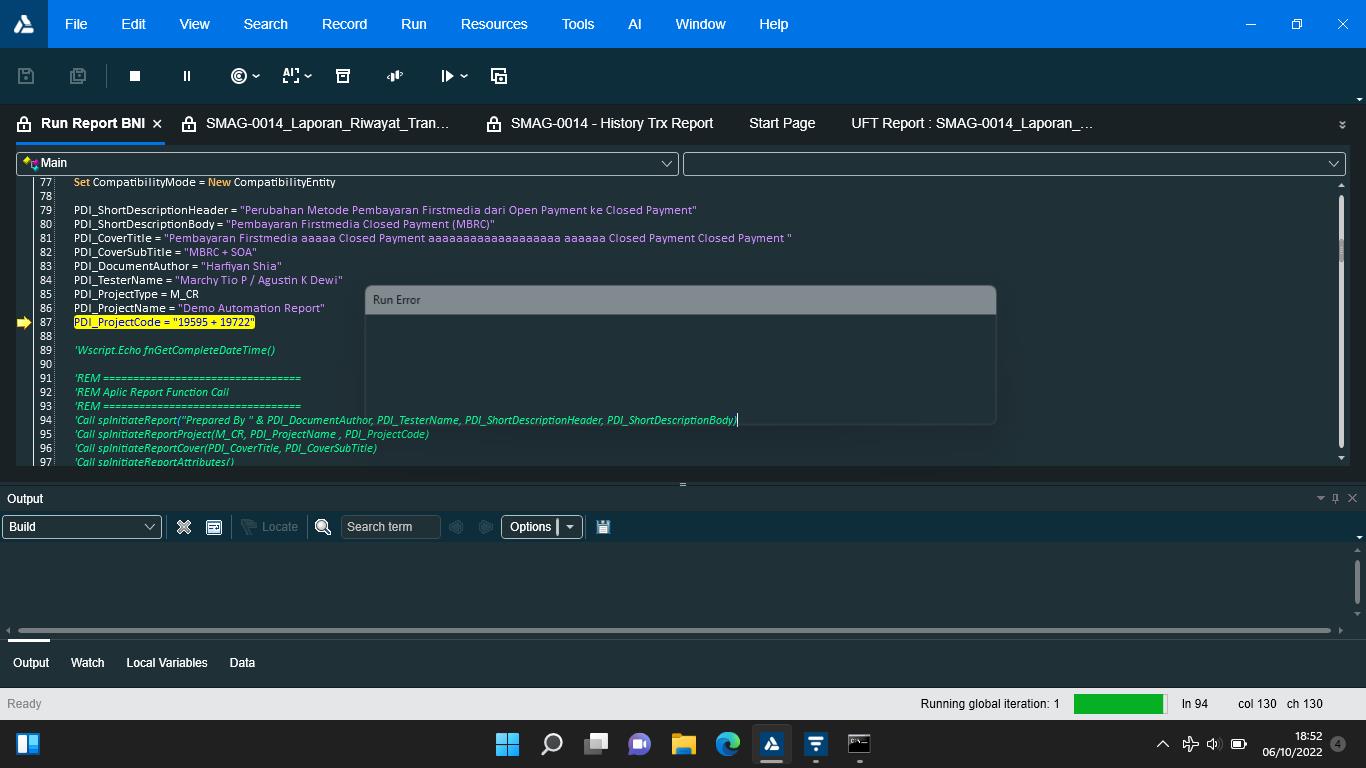 File Edit View Search Record Run Resources Tools AI Window Help
AI
Run Report BNI SMAG-0014_Laporan_Riwayat_Tran... SMAG-0014 - History Trx Report Start Page UFT Report : SMAG-0014_Laporan_...
Main
77 Set CompatibilityMode = New CompatibilityEntity
78
79 PDI_ShortDescriptionHeader = "Perubahan Metode Pembayaran Firstmedia dari Open Payment ke Closed Payment"
80 PDI_ShortDescriptionBody = "Pembayaran Firstmedia Closed Payment (MBRC)"
81 PDI_CoverTitle = "Pembayaran Firstmedia aaaaa Closed Payment aaaaaaaaaaaaaaaaaaa aaaaaa Closed Payment Closed Payment "
82 PDI_CoverSubTitle = "MBRC + SOA"
83 PDI_DocumentAuthor = "Harfiyan Shia"
84 PDI_TesterName = "Marchy Tio P / Agustin K Dewi"
85 PDI_ProjectType = M_CR
86 PDI_ProjectName = "Demo Automation Report"
87 PDI_ProjectCode = "19595 + 19722"
88
89 'Wscript.Echo fnGetCompleteDateTime()
90
91 'REM =================================
92 'REM Aplic Report Function Call
93 'REM =================================
94 'Call spInitiateReport("Prepared By " & PDI_DocumentAuthor, PDI_TesterName, PDI_ShortDescriptionHeader, PDI_ShortDescriptionBody)
95 'Call spInitiateReportProject(M_CR, PDI_ProjectName , PDI_ProjectCode)
96 'Call spInitiateReportCover(PDI_CoverTitle, PDI_CoverSubTitle)
97 'Call spInitiateReportAttributes()
Run Error
Output
Build Locate Search term Options
Output Watch Local Variables Data
Ready Running global iteration: 1 ln 94 col 130 ch 130
18:52
06/10/2022
4